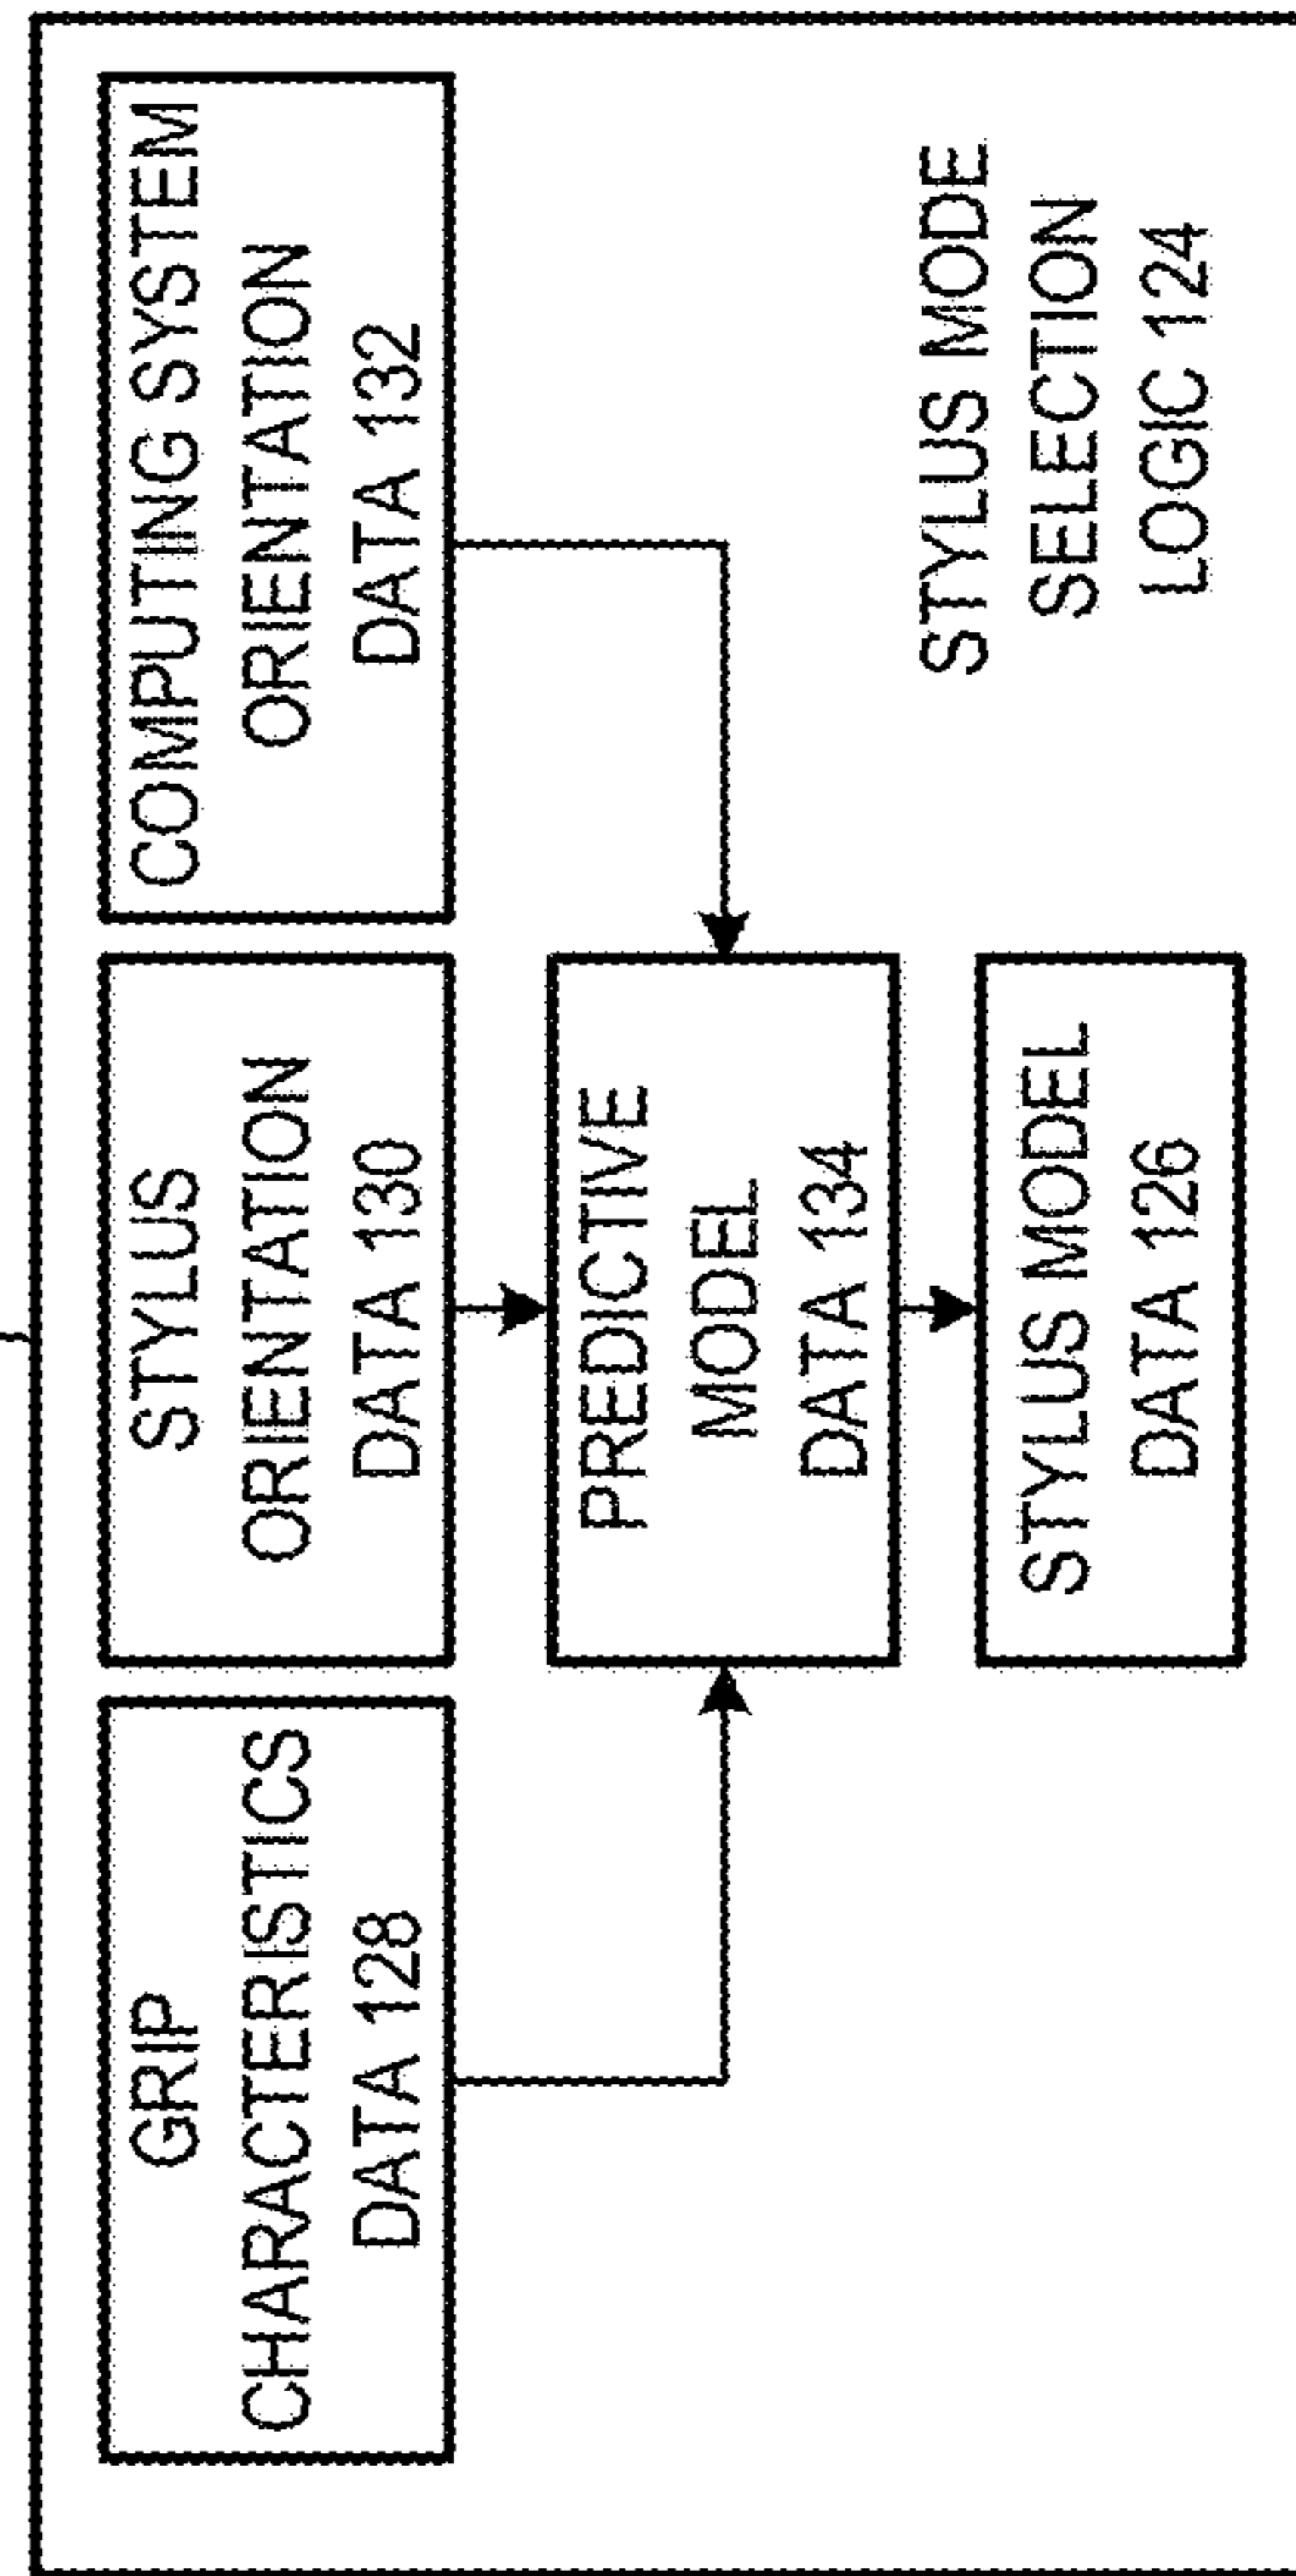 GRIP
CHARACTERISTICS
DATA 128
STYLUS
ORIENTATION
DATA 130
COMPUTING SYSTEM
ORIENTATION
DATA 132
PREDICTIVE
MODEL
DATA 134
STYLUS MODEL
DATA 126
STYLUS MODE
SELECTION
LOGIC 124